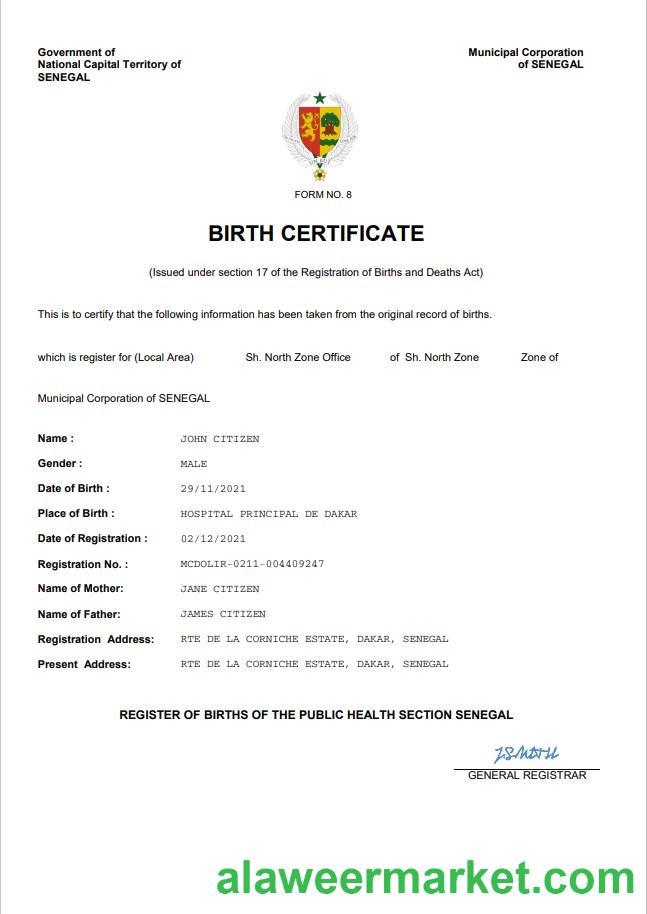 Government of
National Capital Territory of
SENEGAL
Municipal Corporation
of SENEGAL
FORM NO. 8
BIRTH CERTIFICATE
(Issued under section 17 of the Registration of Births and Deaths Act)
This is to certify that the following information has been taken from the original record of births.
which is register for (Local Area) Sh. North Zone Office of Sh. North Zone Zone of
Municipal Corporation of SENEGAL
Name : JOHN CITIZEN
Gender : MALE
Date of Birth : 29/11/2021
Place of Birth : HOSPITAL PRINCIPAL DE DAKAR
Date of Registration : 02/12/2021
Registration No. : MCDOLIR-0211-004409247
Name of Mother: JANE CITIZEN
Name of Father: JAMES CITIZEN
Registration Address: RTE DE LA CORNICHE ESTATE, DAKAR, SENEGAL
Present Address: RTE DE LA CORNICHE ESTATE, DAKAR, SENEGAL
REGISTER OF BIRTHS OF THE PUBLIC HEALTH SECTION SENEGAL
GENERAL REGISTRAR
alaweermarket.com